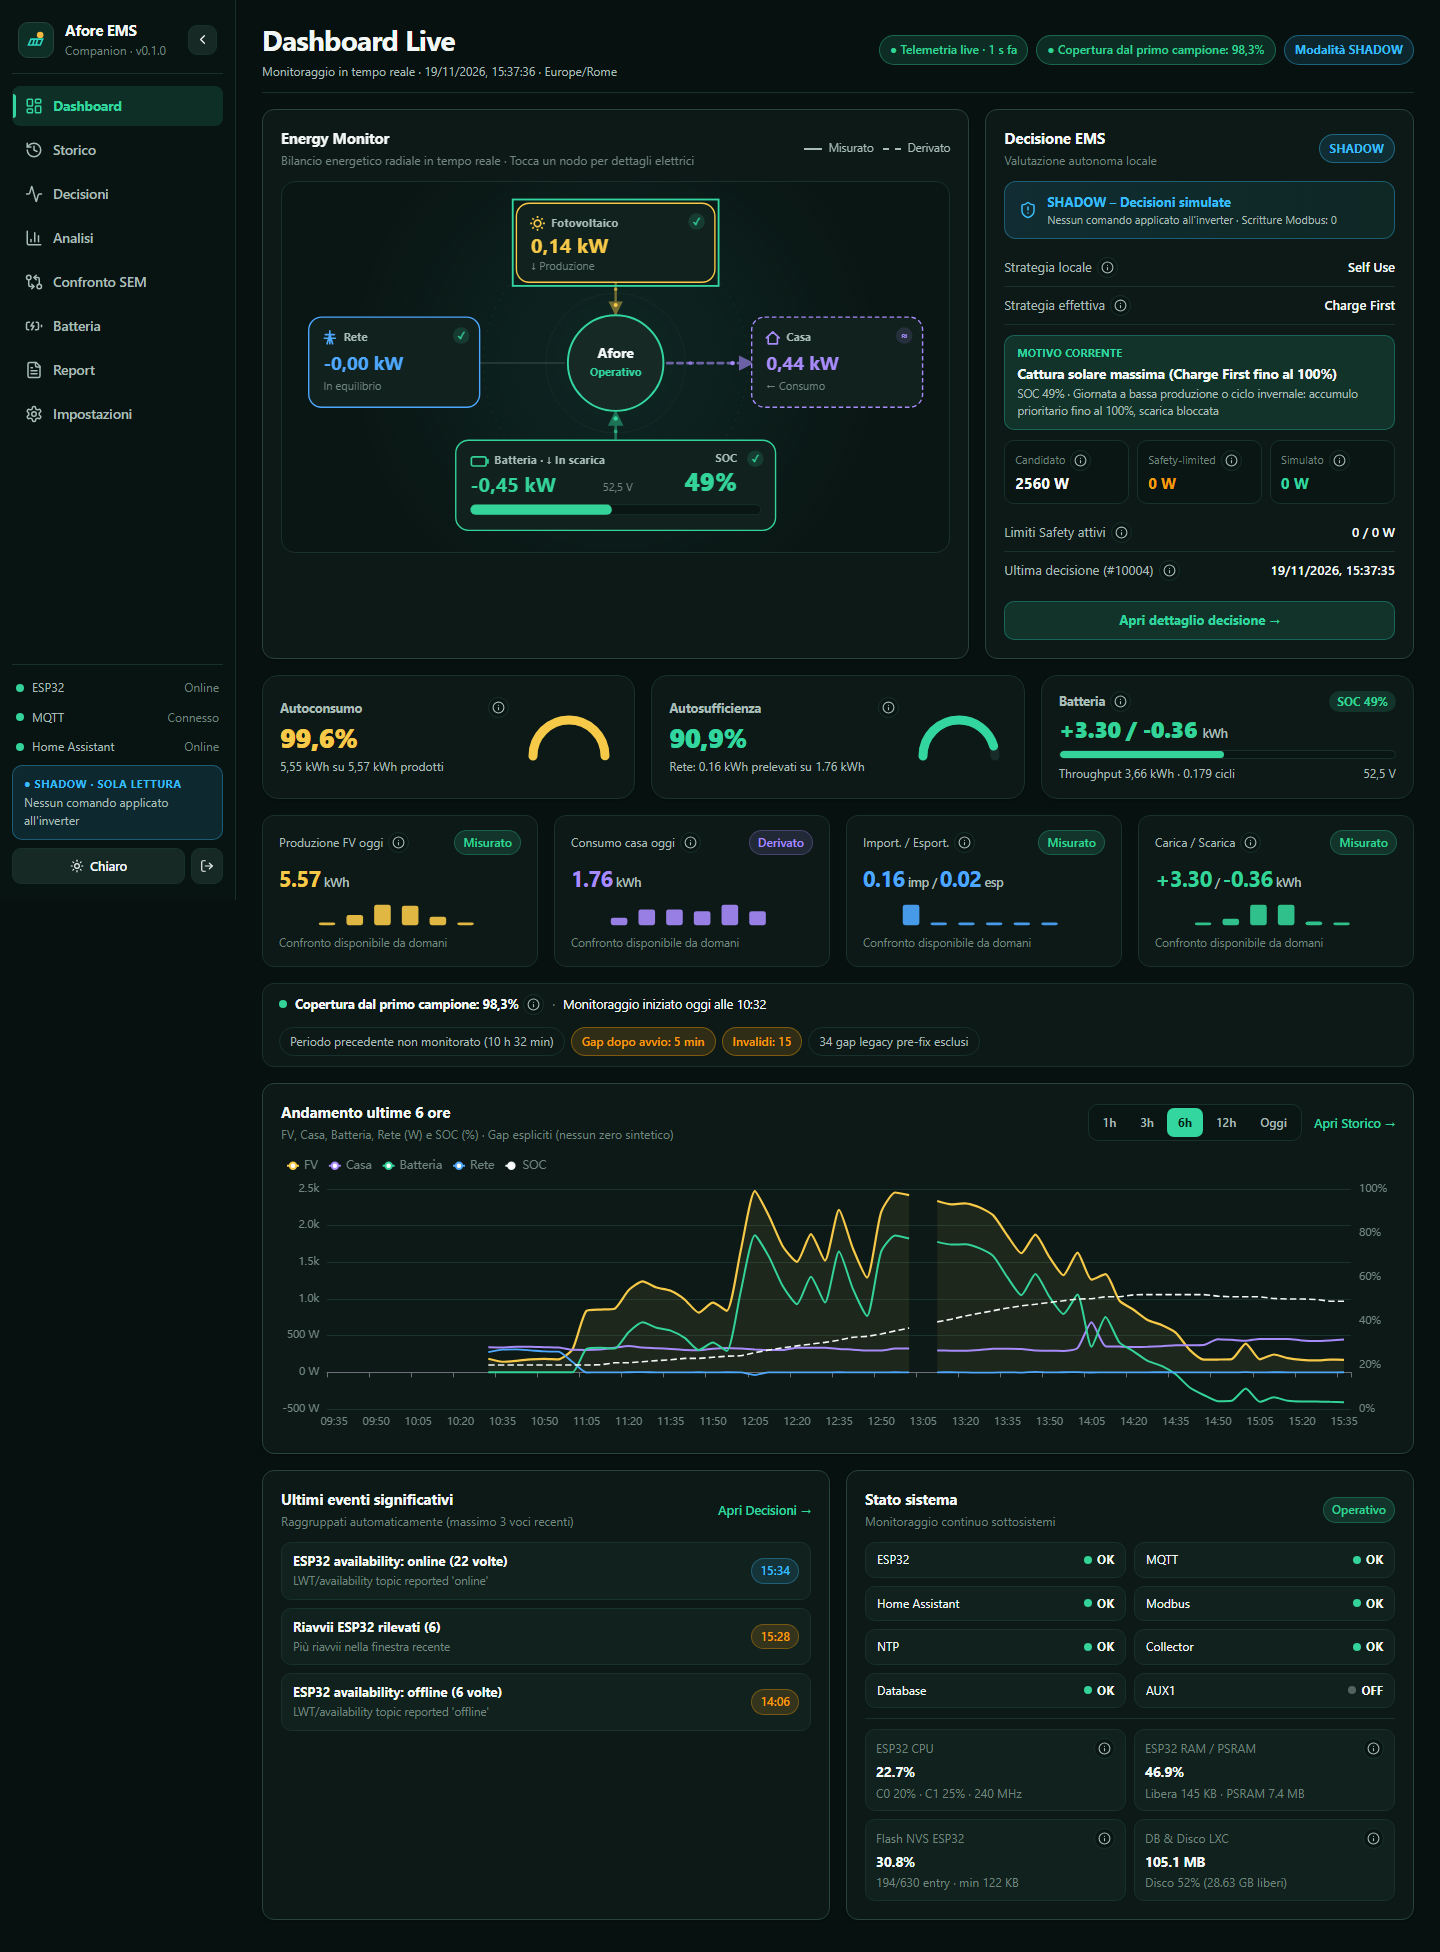 Afore EMS
Companion · v0.1.0
Dashboard
Storico
Decisioni
Analisi
Confronto SEM
Batteria
Report
Impostazioni
ESP32 Online
MQTT Connesso
Home Assistant Online
SHADOW · SOLA LETTURA
Nessun comando applicato
all'inverter
Chiaro
Dashboard Live
Monitoraggio in tempo reale · 19/11/2026, 15:37:36 · Europe/Rome
Telemetria live · 1 s fa
Copertura dal primo campione: 98,3%
Modalità SHADOW
Energy Monitor
Bilancio energetico radiale in tempo reale · Tocca un nodo per dettagli elettrici
Misurato Derivato
Fotovoltaico
0,14 kW
↓ Produzione
Rete
-0,00 kW
In equilibrio
Afore
Operativo
Casa
RI
0,44 kW
← Consumo
Batteria · ↓ In scarica SOC
-0,45 kW 52,5 V 49%
Decisione EMS
Valutazione autonoma locale
SHADOW
SHADOW – Decisioni simulate
Nessun comando applicato all'inverter · Scritture Modbus: 0
Strategia locale Self Use
Strategia effettiva Charge First
MOTIVO CORRENTE
Cattura solare massima (Charge First fino al 100%)
SOC 49% · Giornata a bassa produzione o ciclo invernale: accumulo
prioritario fino al 100%, scarica bloccata
Candidato
2560 W
Safety-limited
0 W
Simulato
0 W
Limiti Safety attivi 0 / 0 W
Ultima decisione (#10004) 19/11/2026, 15:37:35
Apri dettaglio decisione →
Autoconsumo
99,6%
5,55 kWh su 5,57 kWh prodotti
Autosufficienza
90,9%
Rete: 0.16 kWh prelevati su 1.76 kWh
Batteria SOC 49%
+3.30 / -0.36 kWh
Throughput 3,66 kWh · 0.179 cicli 52,5 V
Produzione FV oggi Misurato
5.57 kWh
Confronto disponibile da domani
Consumo casa oggi Derivato
1.76 kWh
Confronto disponibile da domani
Import. / Esport. Misurato
0.16 imp / 0.02 esp
Confronto disponibile da domani
Carica / Scarica Misurato
+3.30 / -0.36 kWh
Confronto disponibile da domani
Copertura dal primo campione: 98,3% · Monitoraggio iniziato oggi alle 10:32
Periodo precedente non monitorato (10 h 32 min) Gap dopo avvio: 5 min Invalidi: 15 34 gap legacy pre-fix esclusi
Andamento ultime 6 ore
FV, Casa, Batteria, Rete (W) e SOC (%) · Gap espliciti (nessun zero sintetico)
1h 3h 6h 12h Oggi Apri Storico →
FV Casa Batteria Rete SOC
2.5k 100%
2.0k 80%
1.5k 60%
1.0k
500 W 40%
0 W 20%
-500 W 0%
09:35 09:50 10:05 10:20 10:35 10:50 11:05 11:20 11:35 11:50 12:05 12:20 12:35 12:50 13:05 13:20 13:35 13:50 14:05 14:20 14:35 14:50 15:05 15:20 15:35
Ultimi eventi significativi
Raggruppati automaticamente (massimo 3 voci recenti)
Apri Decisioni →
ESP32 availability: online (22 volte)
LWT/availability topic reported 'online'
15:34
Riavvii ESP32 rilevati (6)
Più riavvii nella finestra recente
15:28
ESP32 availability: offline (6 volte)
LWT/availability topic reported 'offline'
14:06
Stato sistema
Monitoraggio continuo sottosistemi
Operativo
ESP32 OK
MQTT OK
Home Assistant OK
Modbus OK
NTP OK
Collector OK
Database OK
AUX1 OFF
ESP32 CPU
22.7%
C0 20% · C1 25% · 240 MHz
ESP32 RAM / PSRAM
46.9%
Libera 145 KB · PSRAM 7.4 MB
Flash NVS ESP32
30.8%
194/630 entry · min 122 KB
DB & Disco LXC
105.1 MB
Disco 52% (28.63 GB liberi)